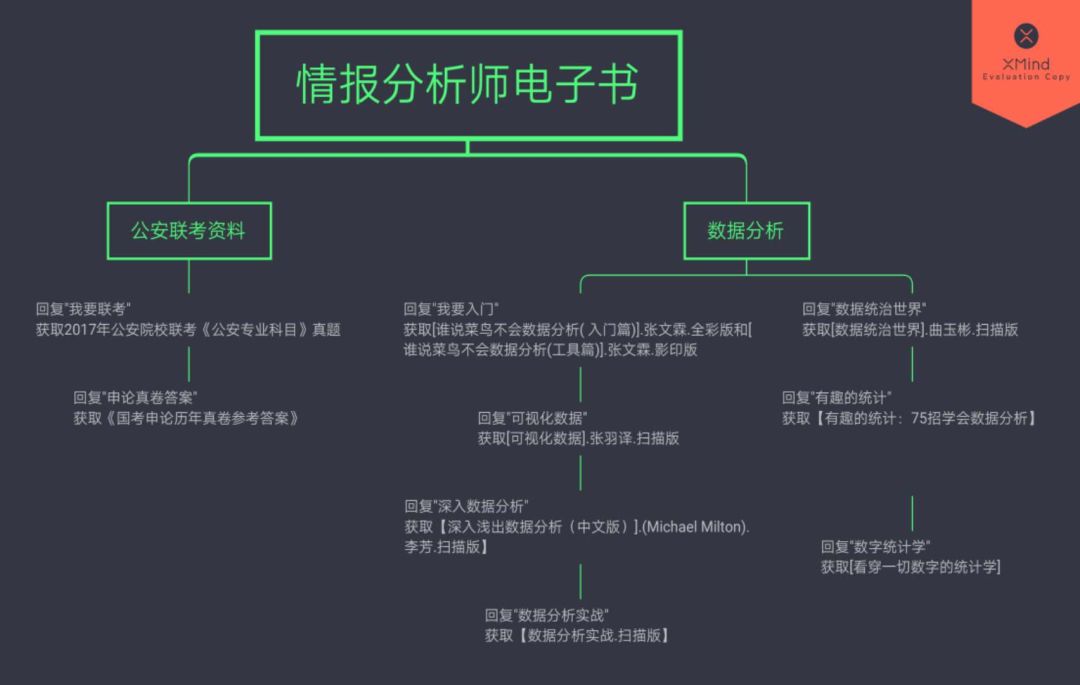 情报分析师电子书
XMind
Evaluation Copy
公安联考资料
回复"我要联考"
获取2017年公安院校联考《公安专业科目》真题
回复"申论真卷答案"
获取《国考申论历年真卷参考答案》
数据分析
回复"我要入门"
获取[谁说菜鸟不会数据分析( 入门篇)].张文霖.全彩版和[
谁说菜鸟不会数据分析(工具篇)].张文霖.影印版
回复"可视化数据"
获取[可视化数据].张羽译.扫描版
回复"深入数据分析"
获取【深入浅出数据分析（中文版）].(Michael Milton).
李芳.扫描版】
回复"数据分析实战"
获取【数据分析实战.扫描版】
回复"数据统治世界"
获取[数据统治世界].曲玉彬.扫描版
回复"有趣的统计"
获取【有趣的统计：75招学会数据分析】
回复"数字统计学"
获取[看穿一切数字的统计学]